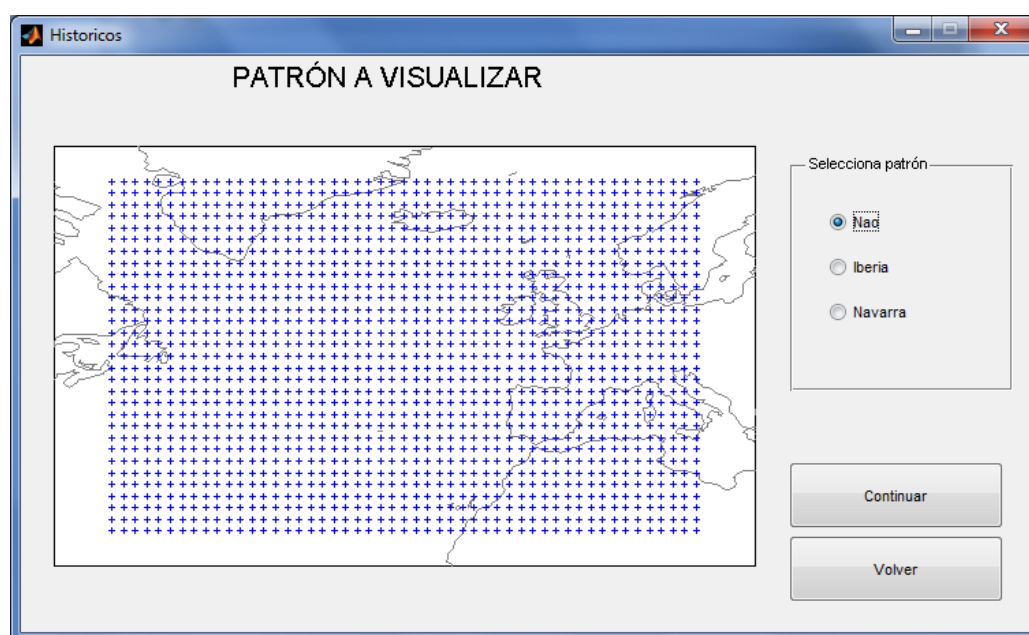 Historicos
PATRÓN A VISUALIZAR
Selecciona patrón
Nao
Iberia
Navarra
Continuar
Volver